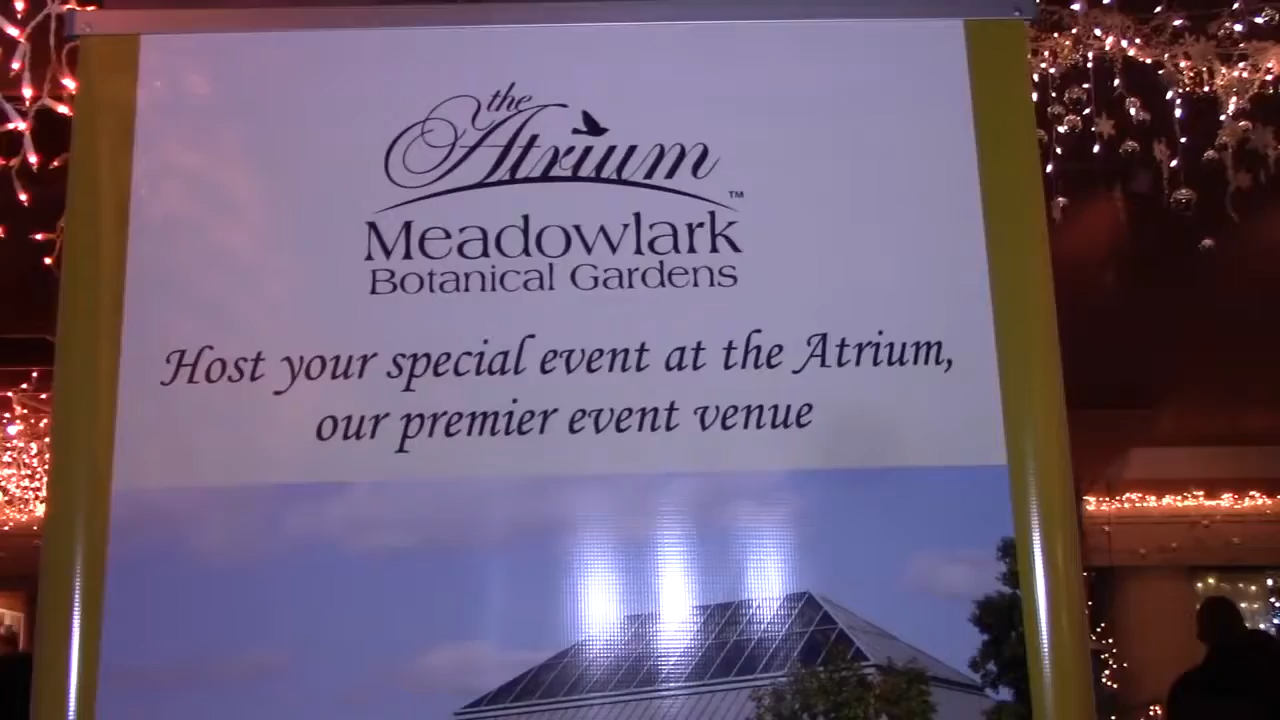 the
Atrium ™
Meadowlark
Botanical Gardens
Host your special event at the Atrium,
our premier event venue